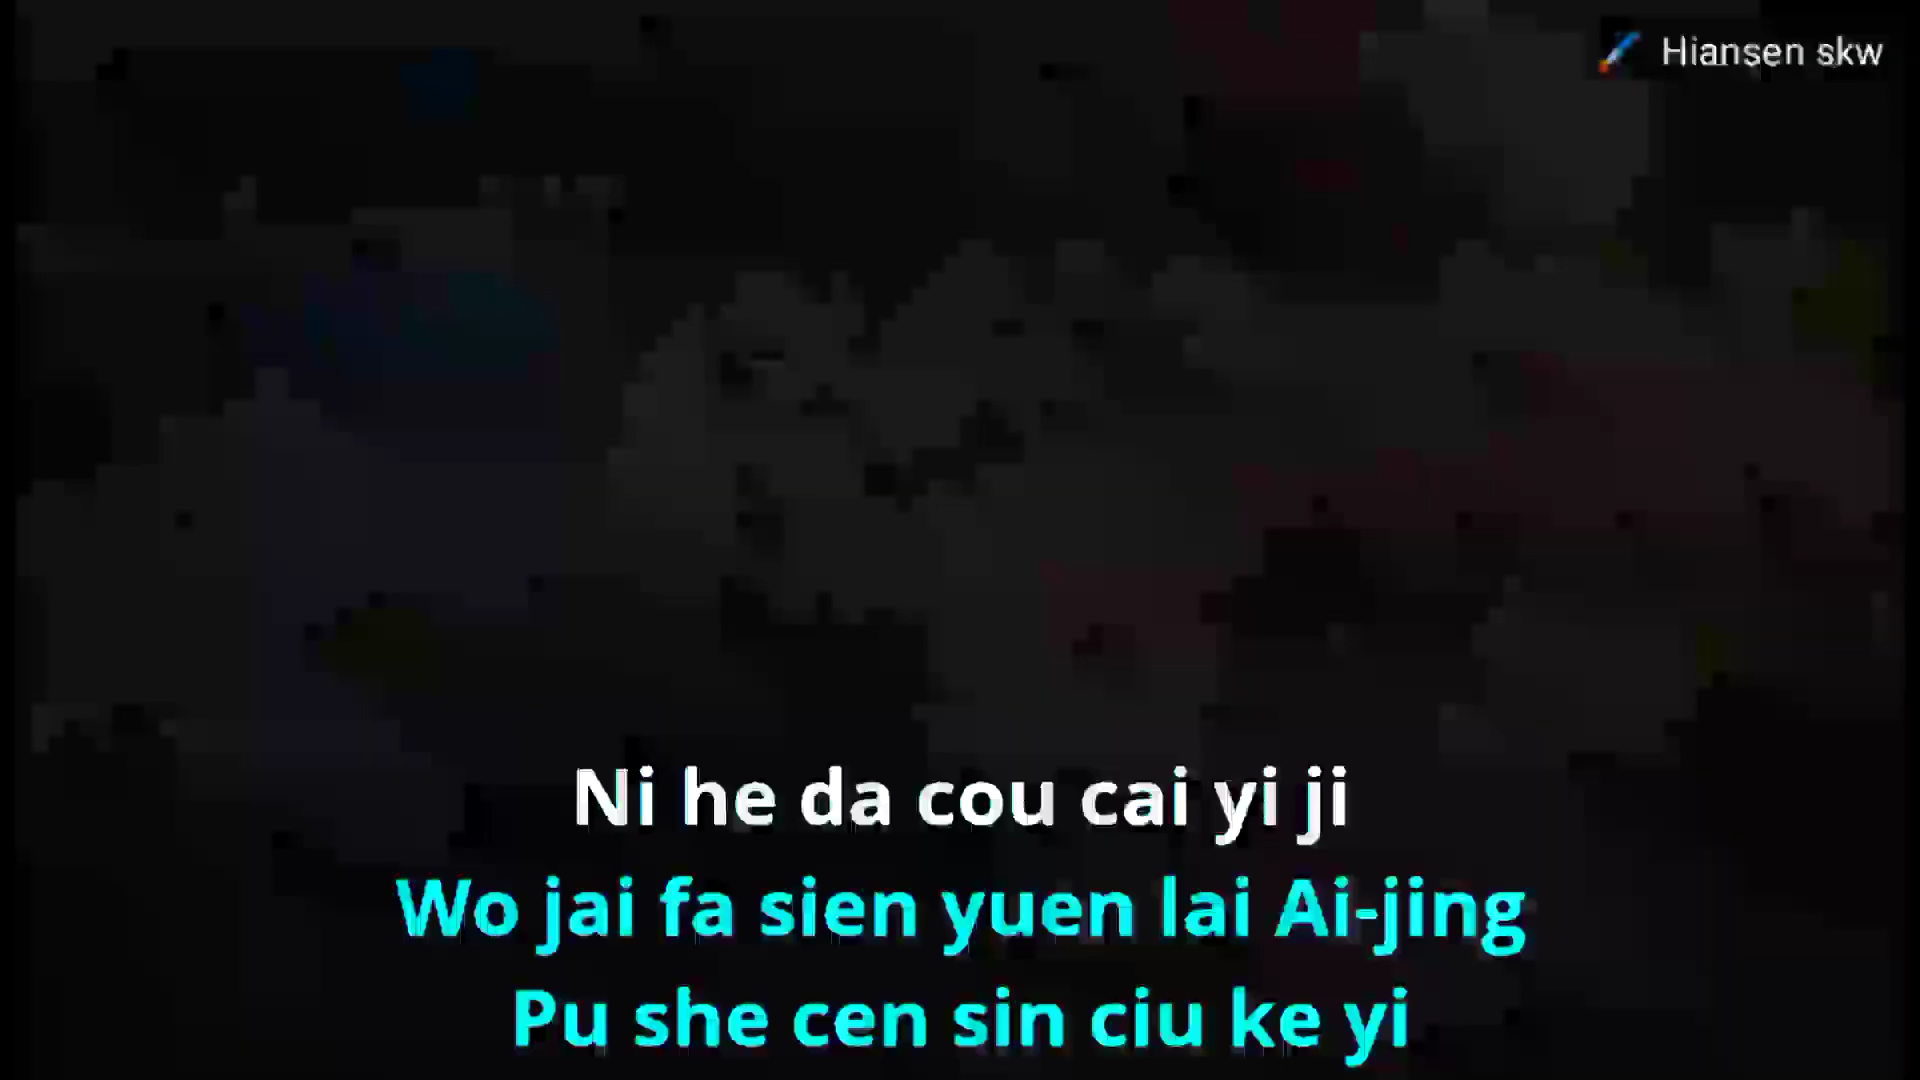 Hiansen skw
Ni he da cou cai yi ji
Wo jai fa sien yuen lai Ai-jing
Pu she cen sin ciu ke yi